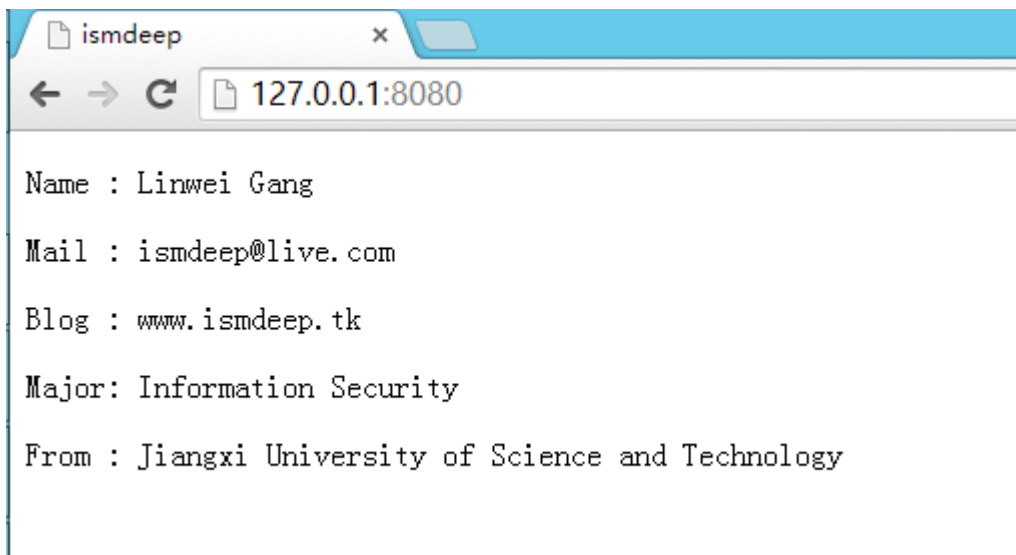 ismdeep
127.0.0.1:8080
Name : Linwei Gang
Mail : ismdeep@live.com
Blog : www.ismdeep.tk
Major: Information Security
From : Jiangxi University of Science and Technology